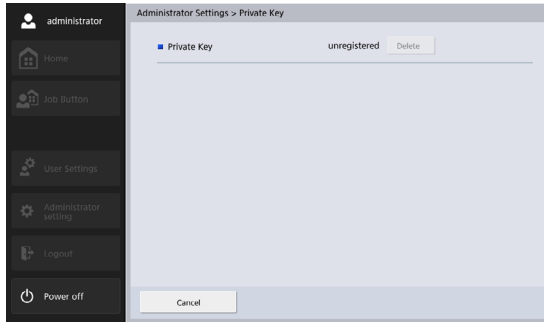 administrator
Home
Job Button
User Settings
Administrator
setting
Logout
Power off
Administrator Settings > Private Key
Private Key unregistered Delete
Cancel